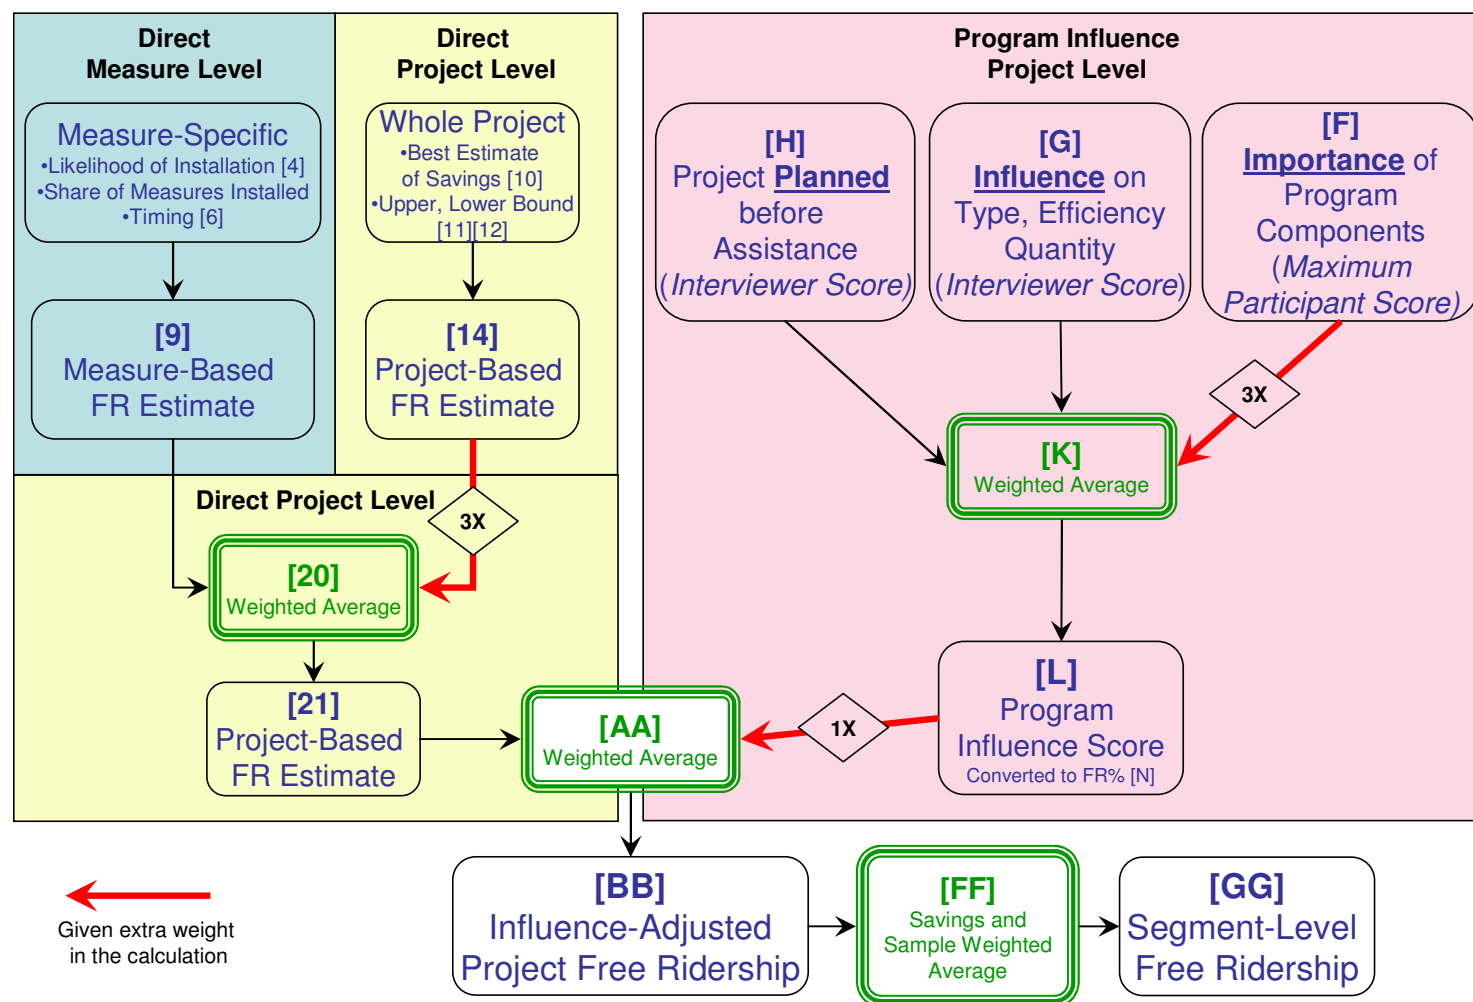 Direct
Measure Level
Direct
Project Level
Program Influence
Project Level
Measure-Specific
•Likelihood of Installation [4]
•Share of Measures Installed
•Timing [6]
Whole Project
•Best Estimate
of Savings [10]
•Upper, Lower Bound
[11][12]
[H]
Project Planned
before
Assistance
(Interviewer Score)
[G]
Influence on
Type, Efficiency
Quantity
(Interviewer Score)
[F]
Importance of
Program
Components
(Maximum
Participant Score)
[9]
Measure-Based
FR Estimate
[14]
Project-Based
FR Estimate
3X
[K]
Weighted Average
Direct Project Level
3X
[20]
Weighted Average
[21]
Project-Based
FR Estimate
[AA]
Weighted Average
1X
[L]
Program
Influence Score
Converted to FR% [N]
Given extra weight
in the calculation
[BB]
Influence-Adjusted
Project Free Ridership
[FF]
Savings and
Sample Weighted
Average
[GG]
Segment-Level
Free Ridership